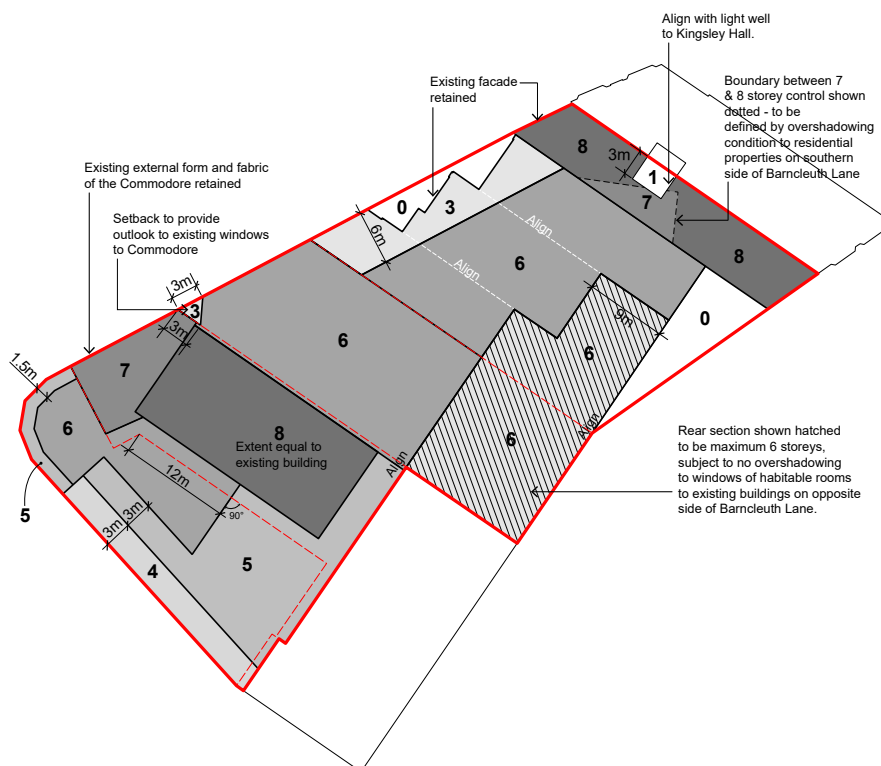 Align with light well
to Kingsley Hall.
Existing facade
retained
Boundary between 7
& 8 storey control shown
dotted - to be
defined by overshadowing
condition to residential
properties on southern
side of Barncleuth Lane
Existing external form and fabric
of the Commodore retained
Setback to provide
outlook to existing windows
to Commodore
8
3m
1
7
8
0
3
6m
Align
Align
6
9m
0
3m
3
3m
6
7
1.5m
6
8
Extent equal to
existing building
6
6
Align
Align
12m
90°
5
3m
3m
4
5
Rear section shown hatched
to be maximum 6 storeys,
subject to no overshadowing
to windows of habitable rooms
to existing buildings on opposite
side of Barncleuth Lane.